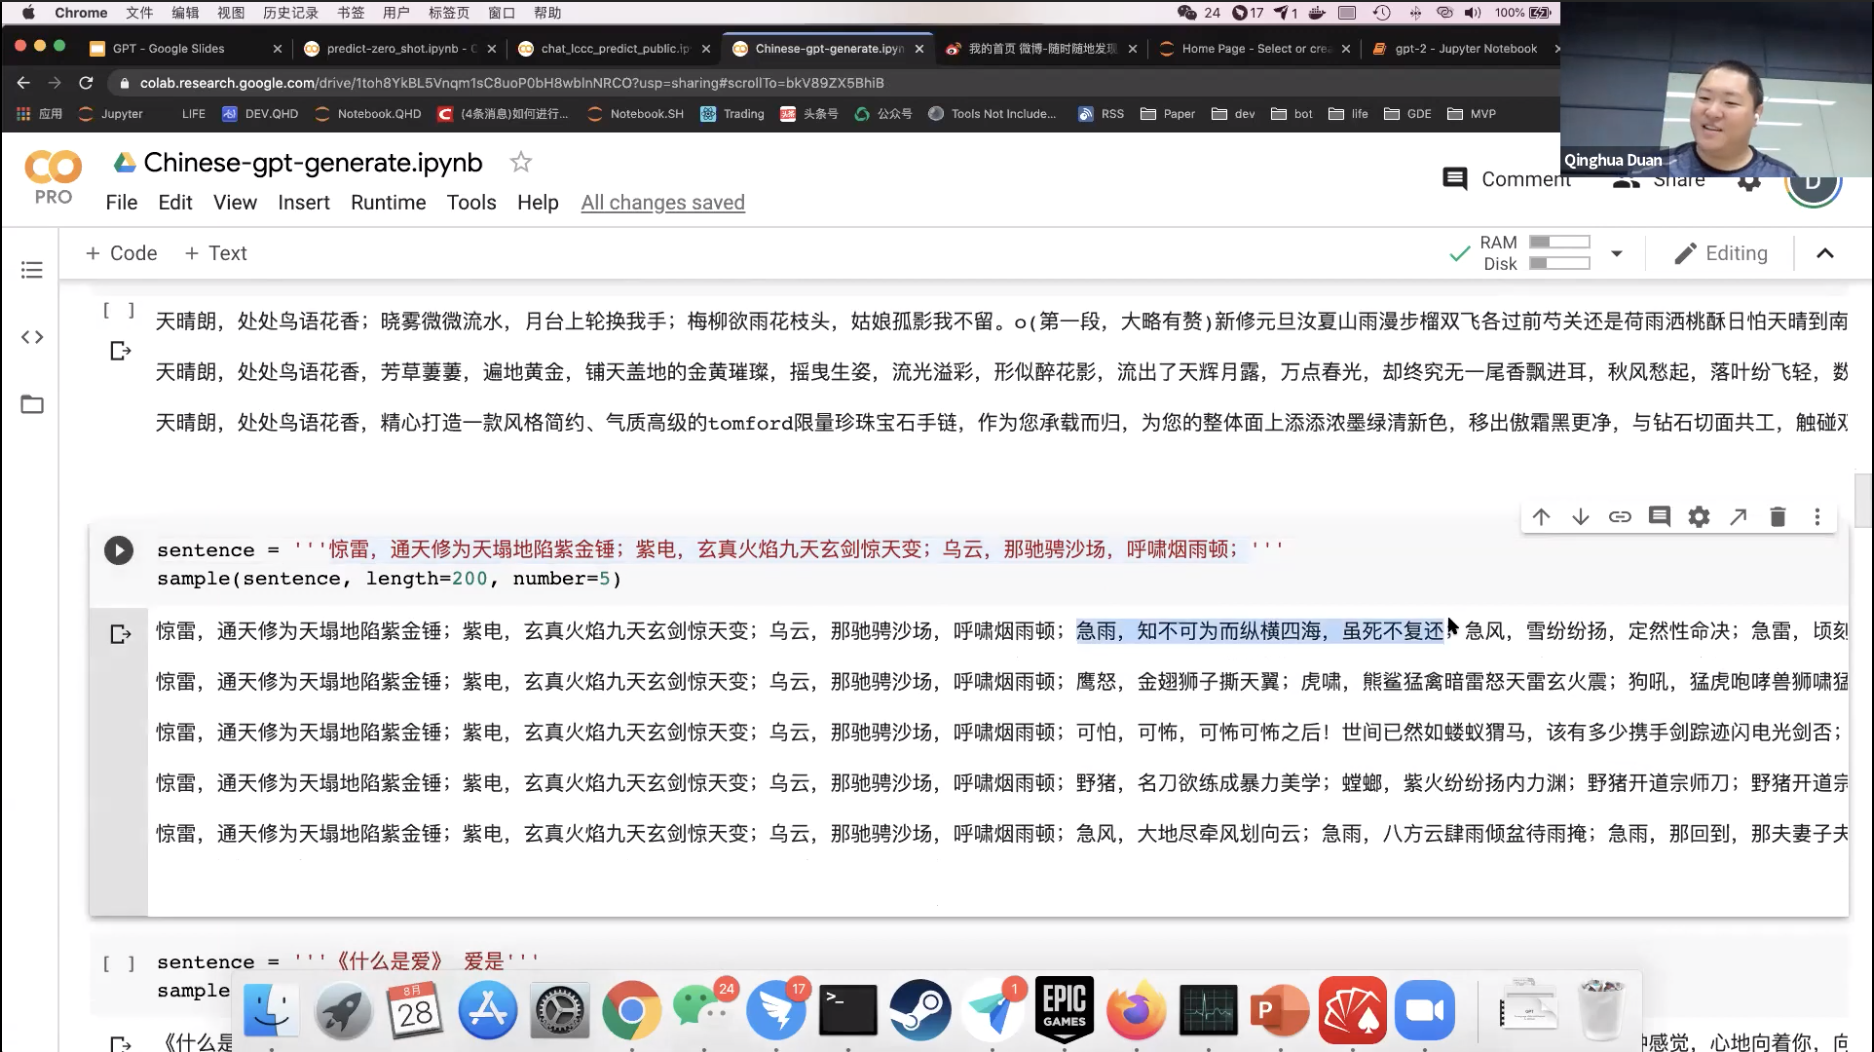 Chrome 文件 编辑 视图 历史记录 书签 用户 标签页 窗口 帮助 24 17 1 100%
GPT - Google Slides predict-zero_shot.ipynb - C chat_lccc_predict_public.ip Chinese-gpt-generate.ipynb 我的首页 微博-随时随地发现 Home Page - Select or crea gpt-2 - Jupyter Notebook
colab.research.google.com/drive/1toh8YkBL5Vnqm1sC8uoP0bH8wblnNRCO?usp=sharing#scrollTo=bkV89ZX5BhiB
应用 Jupyter LIFE DEV.QHD Notebook.QHD (4条消息)如何进行... Notebook.SH Trading 头条号 公众号 Tools Not Include... RSS Paper dev bot life GDE MVP
Qinghua Duan
PRO
Chinese-gpt-generate.ipynb
Comment Share D
File Edit View Insert Runtime Tools Help All changes saved
+ Code + Text RAM Disk Editing
[ ] 天晴朗，处处鸟语花香；晓雾微微流水，月台上轮换我手；梅柳欲雨花枝头，姑娘孤影我不留。o(第一段，大略有赘)新修元旦汝夏山雨漫步榴双飞各过前芍关还是荷雨洒桃酥日怕天晴到南
天晴朗，处处鸟语花香，芳草萋萋，遍地黄金，铺天盖地的金黄璀璨，摇曳生姿，流光溢彩，形似醉花影，流出了天辉月露，万点春光，却终究无一尾香飘进耳，秋风愁起，落叶纷飞轻，数
天晴朗，处处鸟语花香，精心打造一款风格简约、气质高级的tomford限量珍珠宝石手链，作为您承载而归，为您的整体面上添添浓墨绿清新色，移出傲霜黑更净，与钻石切面共工，触碰
sentence = '''惊雷，通天修为天塌地陷紫金锤；紫电，玄真火焰九天玄剑惊天变；乌云，那驰骋沙场，呼啸烟雨顿；'''
sample(sentence, length=200, number=5)
惊雷，通天修为天塌地陷紫金锤；紫电，玄真火焰九天玄剑惊天变；乌云，那驰骋沙场，呼啸烟雨顿；急雨，知不可为而纵横四海，虽死不复还；急风，雪纷纷扬，定然性命决；急雷，顷刻
惊雷，通天修为天塌地陷紫金锤；紫电，玄真火焰九天玄剑惊天变；乌云，那驰骋沙场，呼啸烟雨顿；鹰怒，金翅狮子撕天翼；虎啸，熊鲨猛禽暗雷怒天雷玄火震；狗吼，猛虎咆哮兽狮啸猛
惊雷，通天修为天塌地陷紫金锤；紫电，玄真火焰九天玄剑惊天变；乌云，那驰骋沙场，呼啸烟雨顿；可怕，可怖，可怖可怖之后！世间已然如蝼蚁猬马，该有多少携手剑踪迹闪电光剑否；
惊雷，通天修为天塌地陷紫金锤；紫电，玄真火焰九天玄剑惊天变；乌云，那驰骋沙场，呼啸烟雨顿；野猪，名刀欲练成暴力美学；螳螂，紫火纷纷扬内力渊；野猪开道宗师刀；野猪开道宗
惊雷，通天修为天塌地陷紫金锤；紫电，玄真火焰九天玄剑惊天变；乌云，那驰骋沙场，呼啸烟雨顿；急风，大地尽牵风划向云；急雨，八方云肆雨倾盆待雨掩；急雨，那回到，那夫妻子夫
[ ] sentence = '''《什么是爱》 爱是'''
sample
8月 28 24 17 1 EPIC GAMES
《什么是 感觉，心地向着你，向